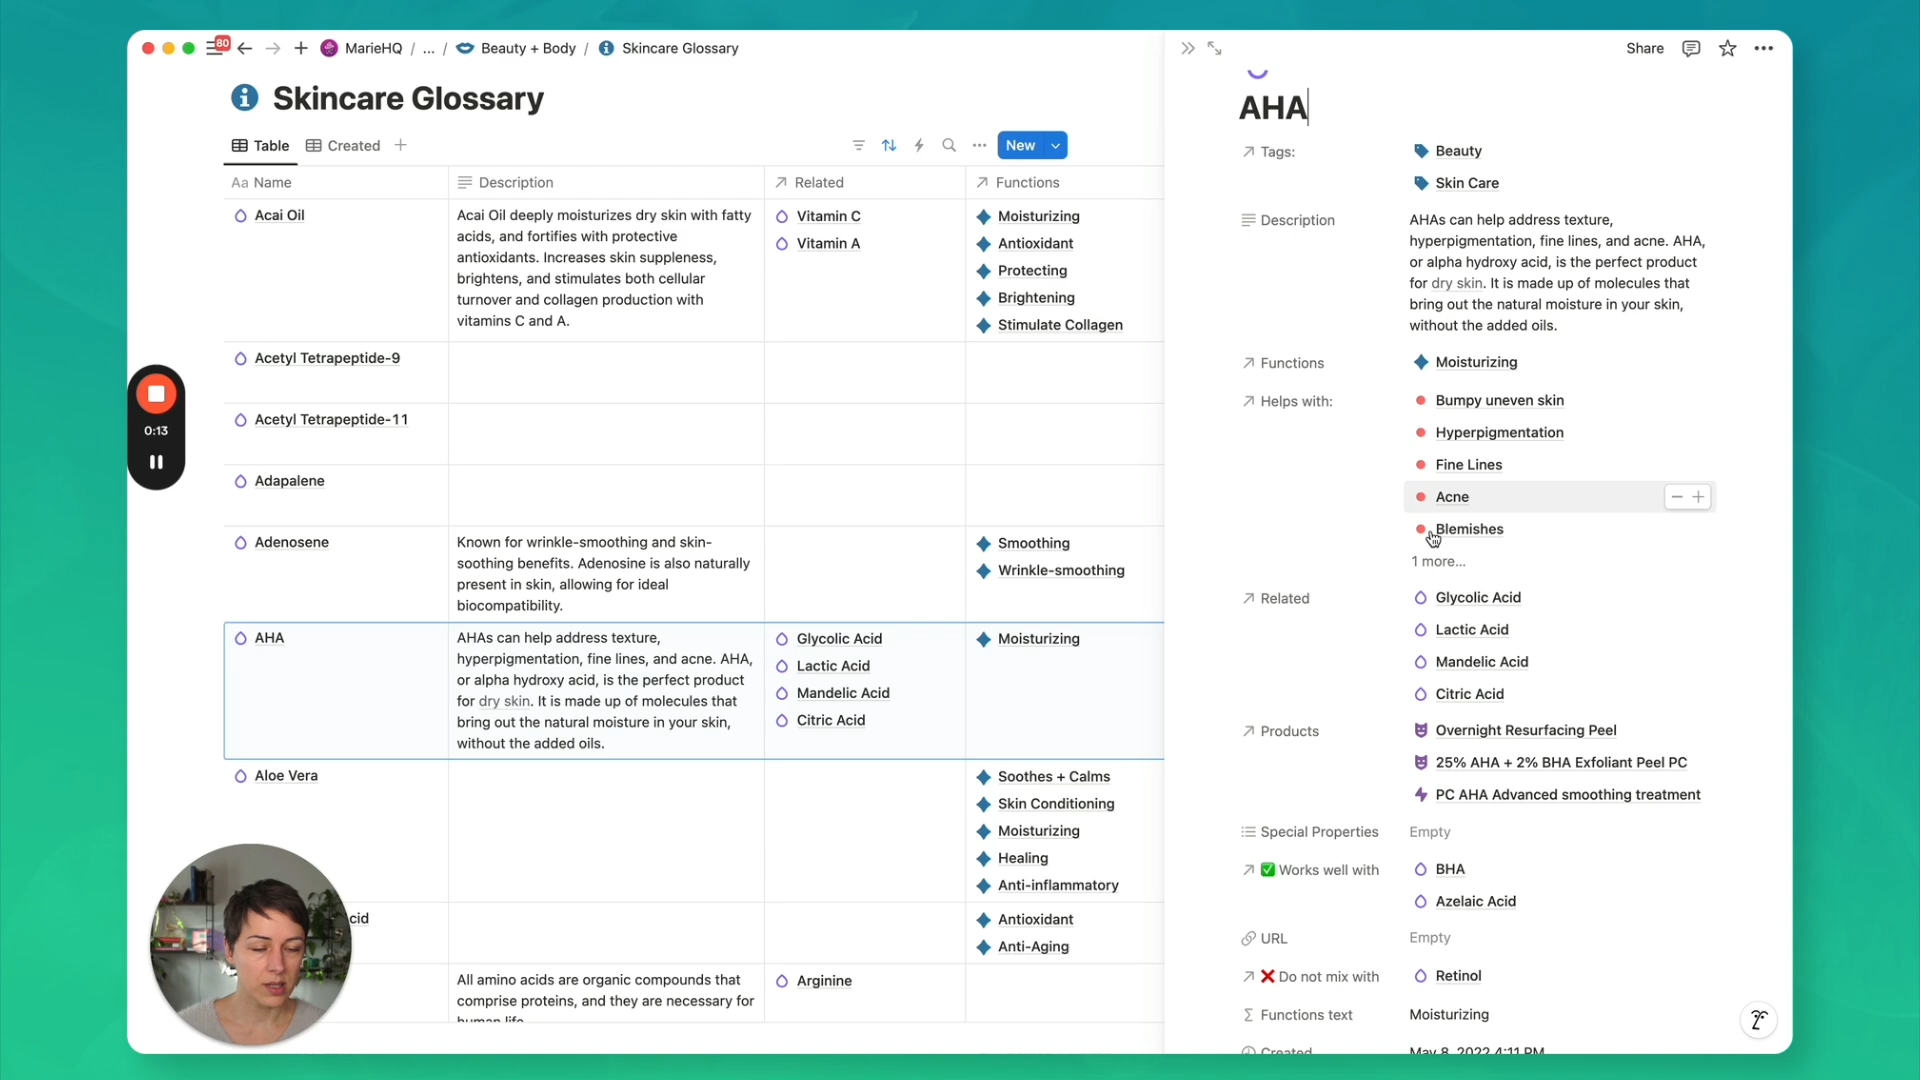 80
MarieHQ / ... / Beauty + Body / Skincare Glossary
Skincare Glossary
Table
Created
New
Aa Name
Description
Related
Functions
Acai Oil
Acai Oil deeply moisturizes dry skin with fatty
acids, and fortifies with protective
antioxidants. Increases skin suppleness,
brightens, and stimulates both cellular
turnover and collagen production with
vitamins C and A.
Vitamin C
Vitamin A
Moisturizing
Antioxidant
Protecting
Brightening
Stimulate Collagen
Acetyl Tetrapeptide-9
Acetyl Tetrapeptide-11
Adapalene
Adenosene
Known for wrinkle-smoothing and skin-
soothing benefits. Adenosine is also naturally
present in skin, allowing for ideal
biocompatibility.
Smoothing
Wrinkle-smoothing
AHA
AHAs can help address texture,
hyperpigmentation, fine lines, and acne. AHA,
or alpha hydroxy acid, is the perfect product
for dry skin. It is made up of molecules that
bring out the natural moisture in your skin,
without the added oils.
Glycolic Acid
Lactic Acid
Mandelic Acid
Citric Acid
Moisturizing
Aloe Vera
Soothes + Calms
Skin Conditioning
Moisturizing
Healing
Anti-inflammatory
cid
Antioxidant
Anti-Aging
All amino acids are organic compounds that
comprise proteins, and they are necessary for
human life.
Arginine
0:13
Share
AHA
Tags:
Beauty
Skin Care
Description
AHAs can help address texture,
hyperpigmentation, fine lines, and acne. AHA,
or alpha hydroxy acid, is the perfect product
for dry skin. It is made up of molecules that
bring out the natural moisture in your skin,
without the added oils.
Functions
Moisturizing
Helps with:
Bumpy uneven skin
Hyperpigmentation
Fine Lines
Acne
Blemishes
1 more...
Related
Glycolic Acid
Lactic Acid
Mandelic Acid
Citric Acid
Products
Overnight Resurfacing Peel
25% AHA + 2% BHA Exfoliant Peel PC
PC AHA Advanced smoothing treatment
Special Properties
Empty
✅ Works well with
BHA
Azelaic Acid
URL
Empty
❌ Do not mix with
Retinol
Functions text
Moisturizing
Created
May 8, 2022 4:11 PM